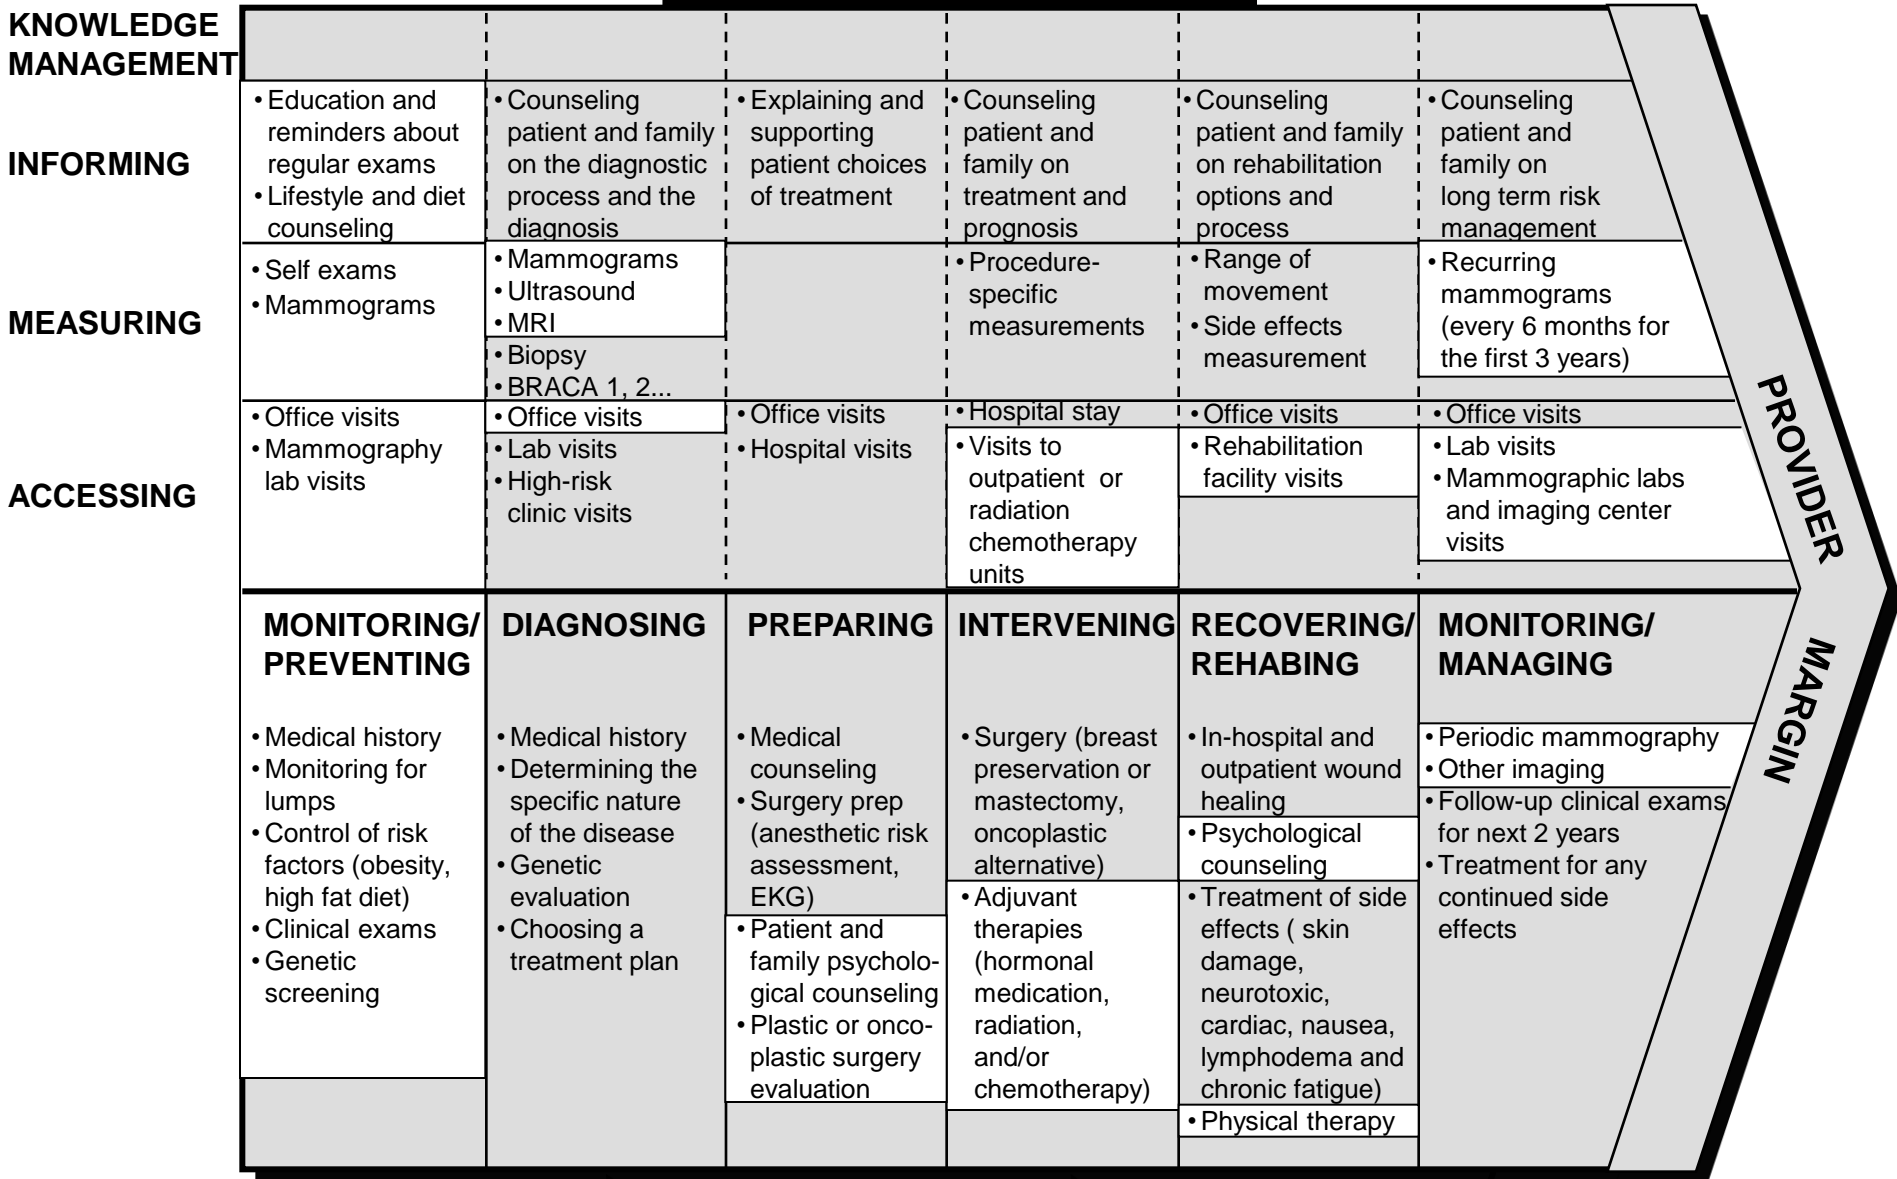 KNOWLEDGE
MANAGEMENT
INFORMING
• Education and
reminders about
regular exams
• Lifestyle and diet
counseling
• Counseling
patient and family
on the diagnostic
process and the
diagnosis
• Explaining and
supporting
patient choices
of treatment
• Counseling
patient and
family on
treatment and
prognosis
• Counseling
patient and family
on rehabilitation
options and
process
• Counseling
patient and
family on
long term risk
management
MEASURING
• Self exams
• Mammograms
• Mammograms
• Ultrasound
• MRI
• Biopsy
• BRACA 1, 2...
• Procedure-
specific
measurements
• Range of
movement
• Side effects
measurement
• Recurring
mammograms
(every 6 months for
the first 3 years)
ACCESSING
• Office visits
• Mammography
lab visits
• Office visits
• Lab visits
• High-risk
clinic visits
• Office visits
• Hospital visits
• Hospital stay
• Visits to
outpatient or
radiation
chemotherapy
units
• Office visits
• Rehabilitation
facility visits
• Office visits
• Lab visits
• Mammographic labs
and imaging center
visits
MONITORING/
PREVENTING
• Medical history
• Monitoring for
lumps
• Control of risk
factors (obesity,
high fat diet)
• Clinical exams
• Genetic
screening
DIAGNOSING
• Medical history
• Determining the
specific nature
of the disease
• Genetic
evaluation
• Choosing a
treatment plan
PREPARING
• Medical
counseling
• Surgery prep
(anesthetic risk
assessment,
EKG)
• Patient and
family psycholo-
gical counseling
• Plastic or onco-
plastic surgery
evaluation
INTERVENING
• Surgery (breast
preservation or
mastectomy,
oncoplastic
alternative)
• Adjuvant
therapies
(hormonal
medication,
radiation,
and/or
chemotherapy)
RECOVERING/
REHABING
• In-hospital and
outpatient wound
healing
• Psychological
counseling
• Treatment of side
effects ( skin
damage,
neurotoxic,
cardiac, nausea,
lymphodema and
chronic fatigue)
• Physical therapy
MONITORING/
MANAGING
• Periodic mammography
• Other imaging
• Follow-up clinical exams
for next 2 years
• Treatment for any
continued side
effects
PROVIDER
MARGIN